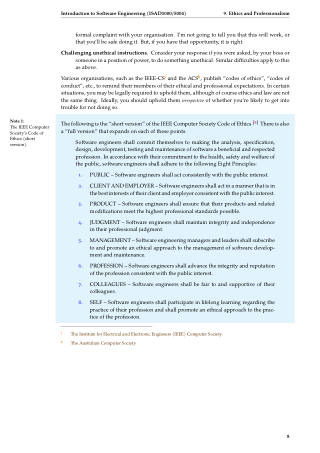 Introduction to Software Engineering (ISAD1000/5004)
9. Ethics and Professionalism
formal complaint with your organisation. I'm not going to tell you that this will work, or
that you'll be safe doing it. But, if you have that opportunity, it is right.
Challenging unethical instructions. Consider your response if you were asked, by your boss or
someone in a position of power, to do something unethical. Similar difficulties apply to this
as above.
Various organisations, such as the IEEE-CS¹ and the ACS², publish "codes of ethics", "codes of
conduct", etc., to remind their members of their ethical and professional expectations. In certain
situations, you may be legally required to uphold them, although of course ethics and law are not
the same thing. Ideally, you should uphold them irrespective of whether you're likely to get into
trouble for not doing so.
Note 1:
The IEEE Computer
Society's Code of
Ethics (short
version).
The following is the "short version" of the IEEE Computer Society Code of Ethics. There is also
a "full version" that expands on each of these points.
Software engineers shall commit themselves to making the analysis, specification,
design, development, testing and maintenance of software a beneficial and respected
profession. In accordance with their commitment to the health, safety and welfare of
the public, software engineers shall adhere to the following Eight Principles:
1. PUBLIC – Software engineers shall act consistently with the public interest.
2. CLIENT AND EMPLOYER – Software engineers shall act in a manner that is in
the best interests of their client and employer consistent with the public interest.
3. PRODUCT – Software engineers shall ensure that their products and related
modifications meet the highest professional standards possible.
4. JUDGMENT – Software engineers shall maintain integrity and independence
in their professional judgment.
5. MANAGEMENT – Software engineering managers and leaders shall subscribe
to and promote an ethical approach to the management of software develop-
ment and maintenance.
6. PROFESSION – Software engineers shall advance the integrity and reputation
of the profession consistent with the public interest.
7. COLLEAGUES – Software engineers shall be fair to and supportive of their
colleagues.
8. SELF – Software engineers shall participate in lifelong learning regarding the
practice of their profession and shall promote an ethical approach to the prac-
tice of the profession.
¹ The Institute for Electrical and Electronic Engineers (IEEE) Computer Society.
² The Australian Computer Society
8